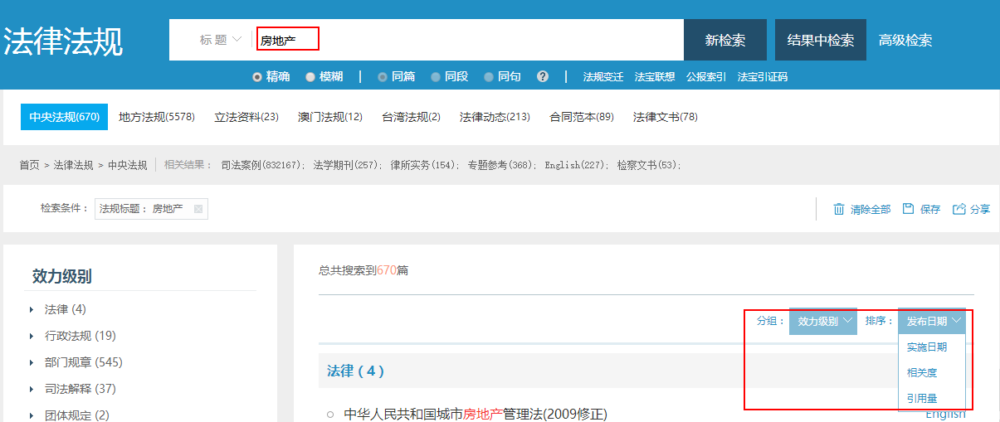 法律法规
标 题 房地产 新检索 结果中检索 高级检索
精确 模糊 | 同篇 同段 同句 ? | 法规变迁 法宝联想 公报索引 法宝引证码
中央法规(670) 地方法规(5578) 立法资料(23) 澳门法规(12) 台湾法规(2) 法律动态(213) 合同范本(89) 法律文书(78)
首页 > 法律法规 > 中央法规 相关结果： 司法案例(832167); 法学期刊(257); 律所实务(154); 专题参考(368); English(227); 检察文书(53);
检索条件： 法规标题： 房地产 清除全部 保存 分享
效力级别
法律 (4)
行政法规 (19)
部门规章 (545)
司法解释 (37)
团体规定 (2)
总共搜索到670篇
分组： 效力级别 排序： 发布日期
实施日期
相关度
引用量
法律 ( 4 )
中华人民共和国城市房地产管理法(2009修正) English